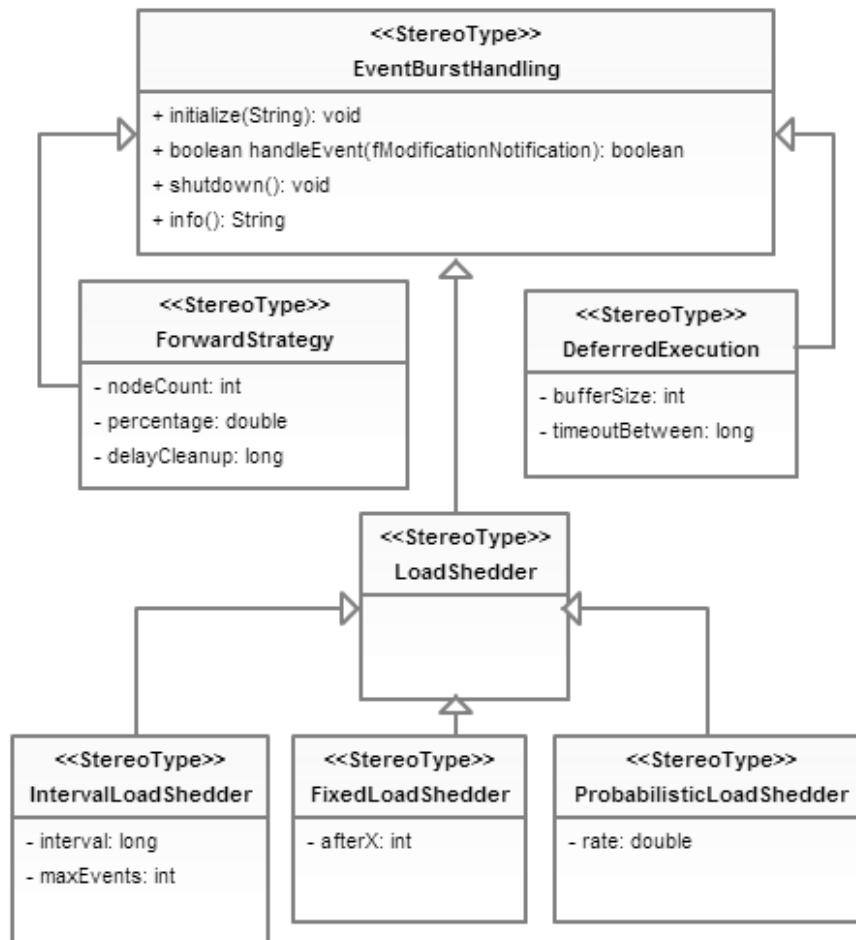 <<StereoType>>
EventBurstHandling
+ initialize(String): void
+ boolean handleEvent(fModificationNotification): boolean
+ shutdown(): void
+ info(): String
<<StereoType>>
ForwardStrategy
- nodeCount: int
- percentage: double
- delayCleanup: long
<<StereoType>>
DeferredExecution
- bufferSize: int
- timeoutBetween: long
<<StereoType>>
LoadShedder
<<StereoType>>
IntervalLoadShedder
- interval: long
- maxEvents: int
<<StereoType>>
FixedLoadShedder
- afterX: int
<<StereoType>>
ProbabilisticLoadShedder
- rate: double